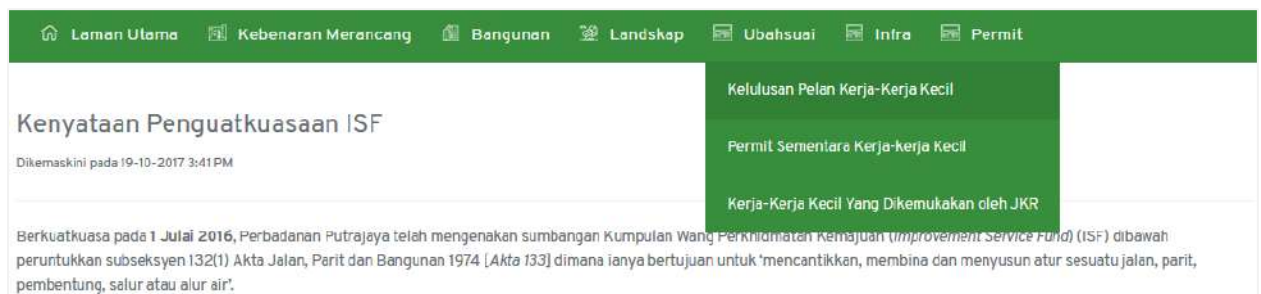 Laman Utama Kebenaran Merancang Bangunan Landskap Ubahsuai Infra Permit
Kelulusan Pelan Kerja-Kerja Kecil
Permit Sementara Kerja-kerja Kecil
Kerja-Kerja Kecil Yang Dikemukakan oleh JKR
Kenyataan Penguatkuasaan ISF
Dikemaskini pada 19-10-2017 3:41 PM
Berkuatkuasa pada 1 Julai 2016, Perbadanan Putrajaya telah mengenakan sumbangan Kumpulan Wang Perkhidmatan Kemajuan (Improvement Service Fund) (ISF) dibawah
peruntukkan subseksyen 132(1) Akta Jalan, Parit dan Bangunan 1974 [Akta 133] dimana ianya bertujuan untuk ‘mencantikkan, membina dan menyusun atur sesuatu jalan, parit,
pembentung, salur atau alur air’.